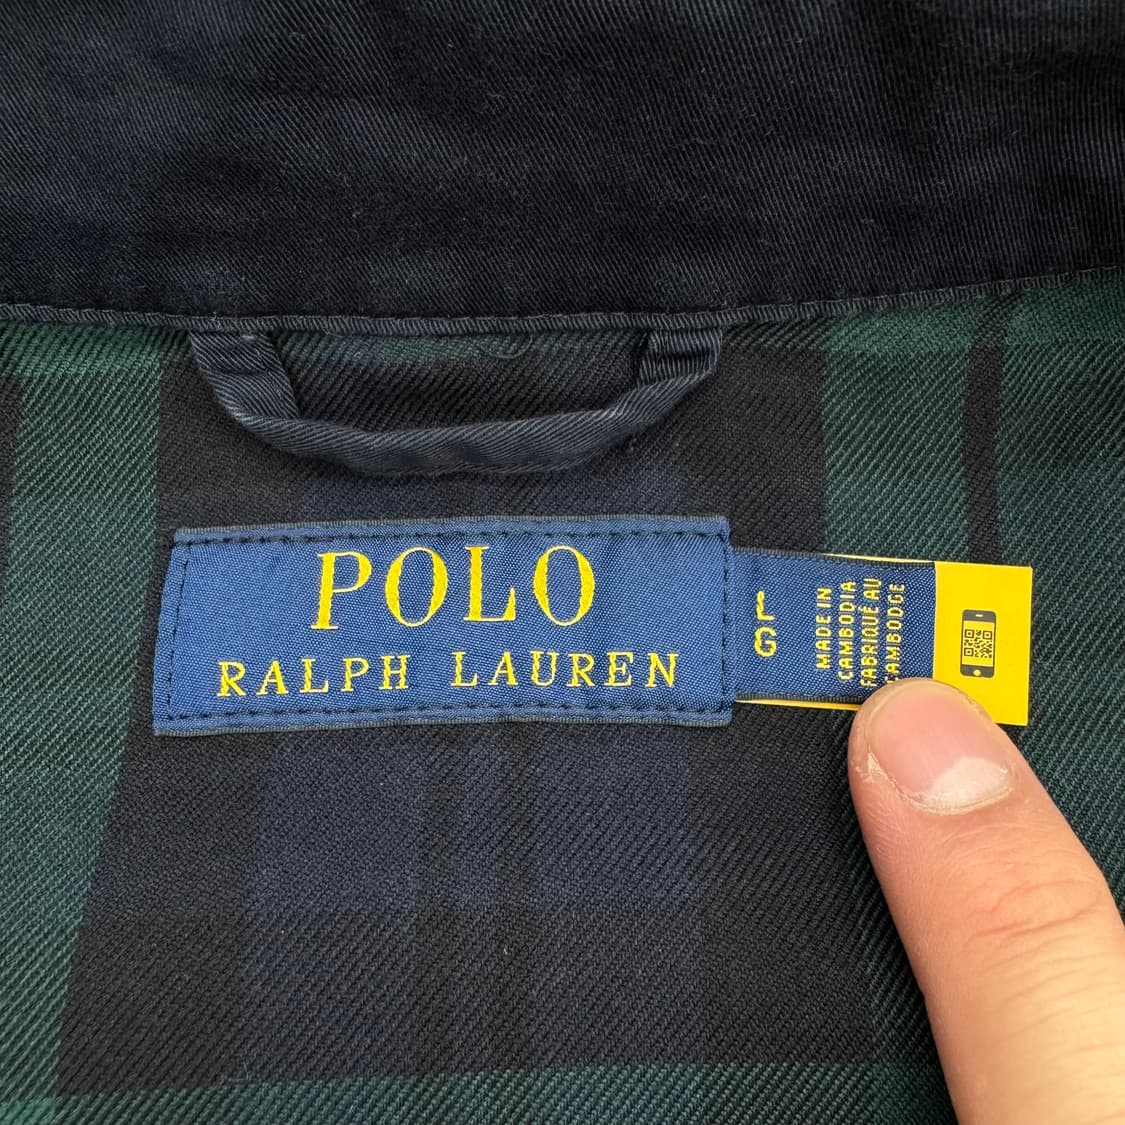 POLO
RALPH LAUREN
L
G
MADE IN
CAMBODIA
FABRIQUÉ AU
CAMBODGE